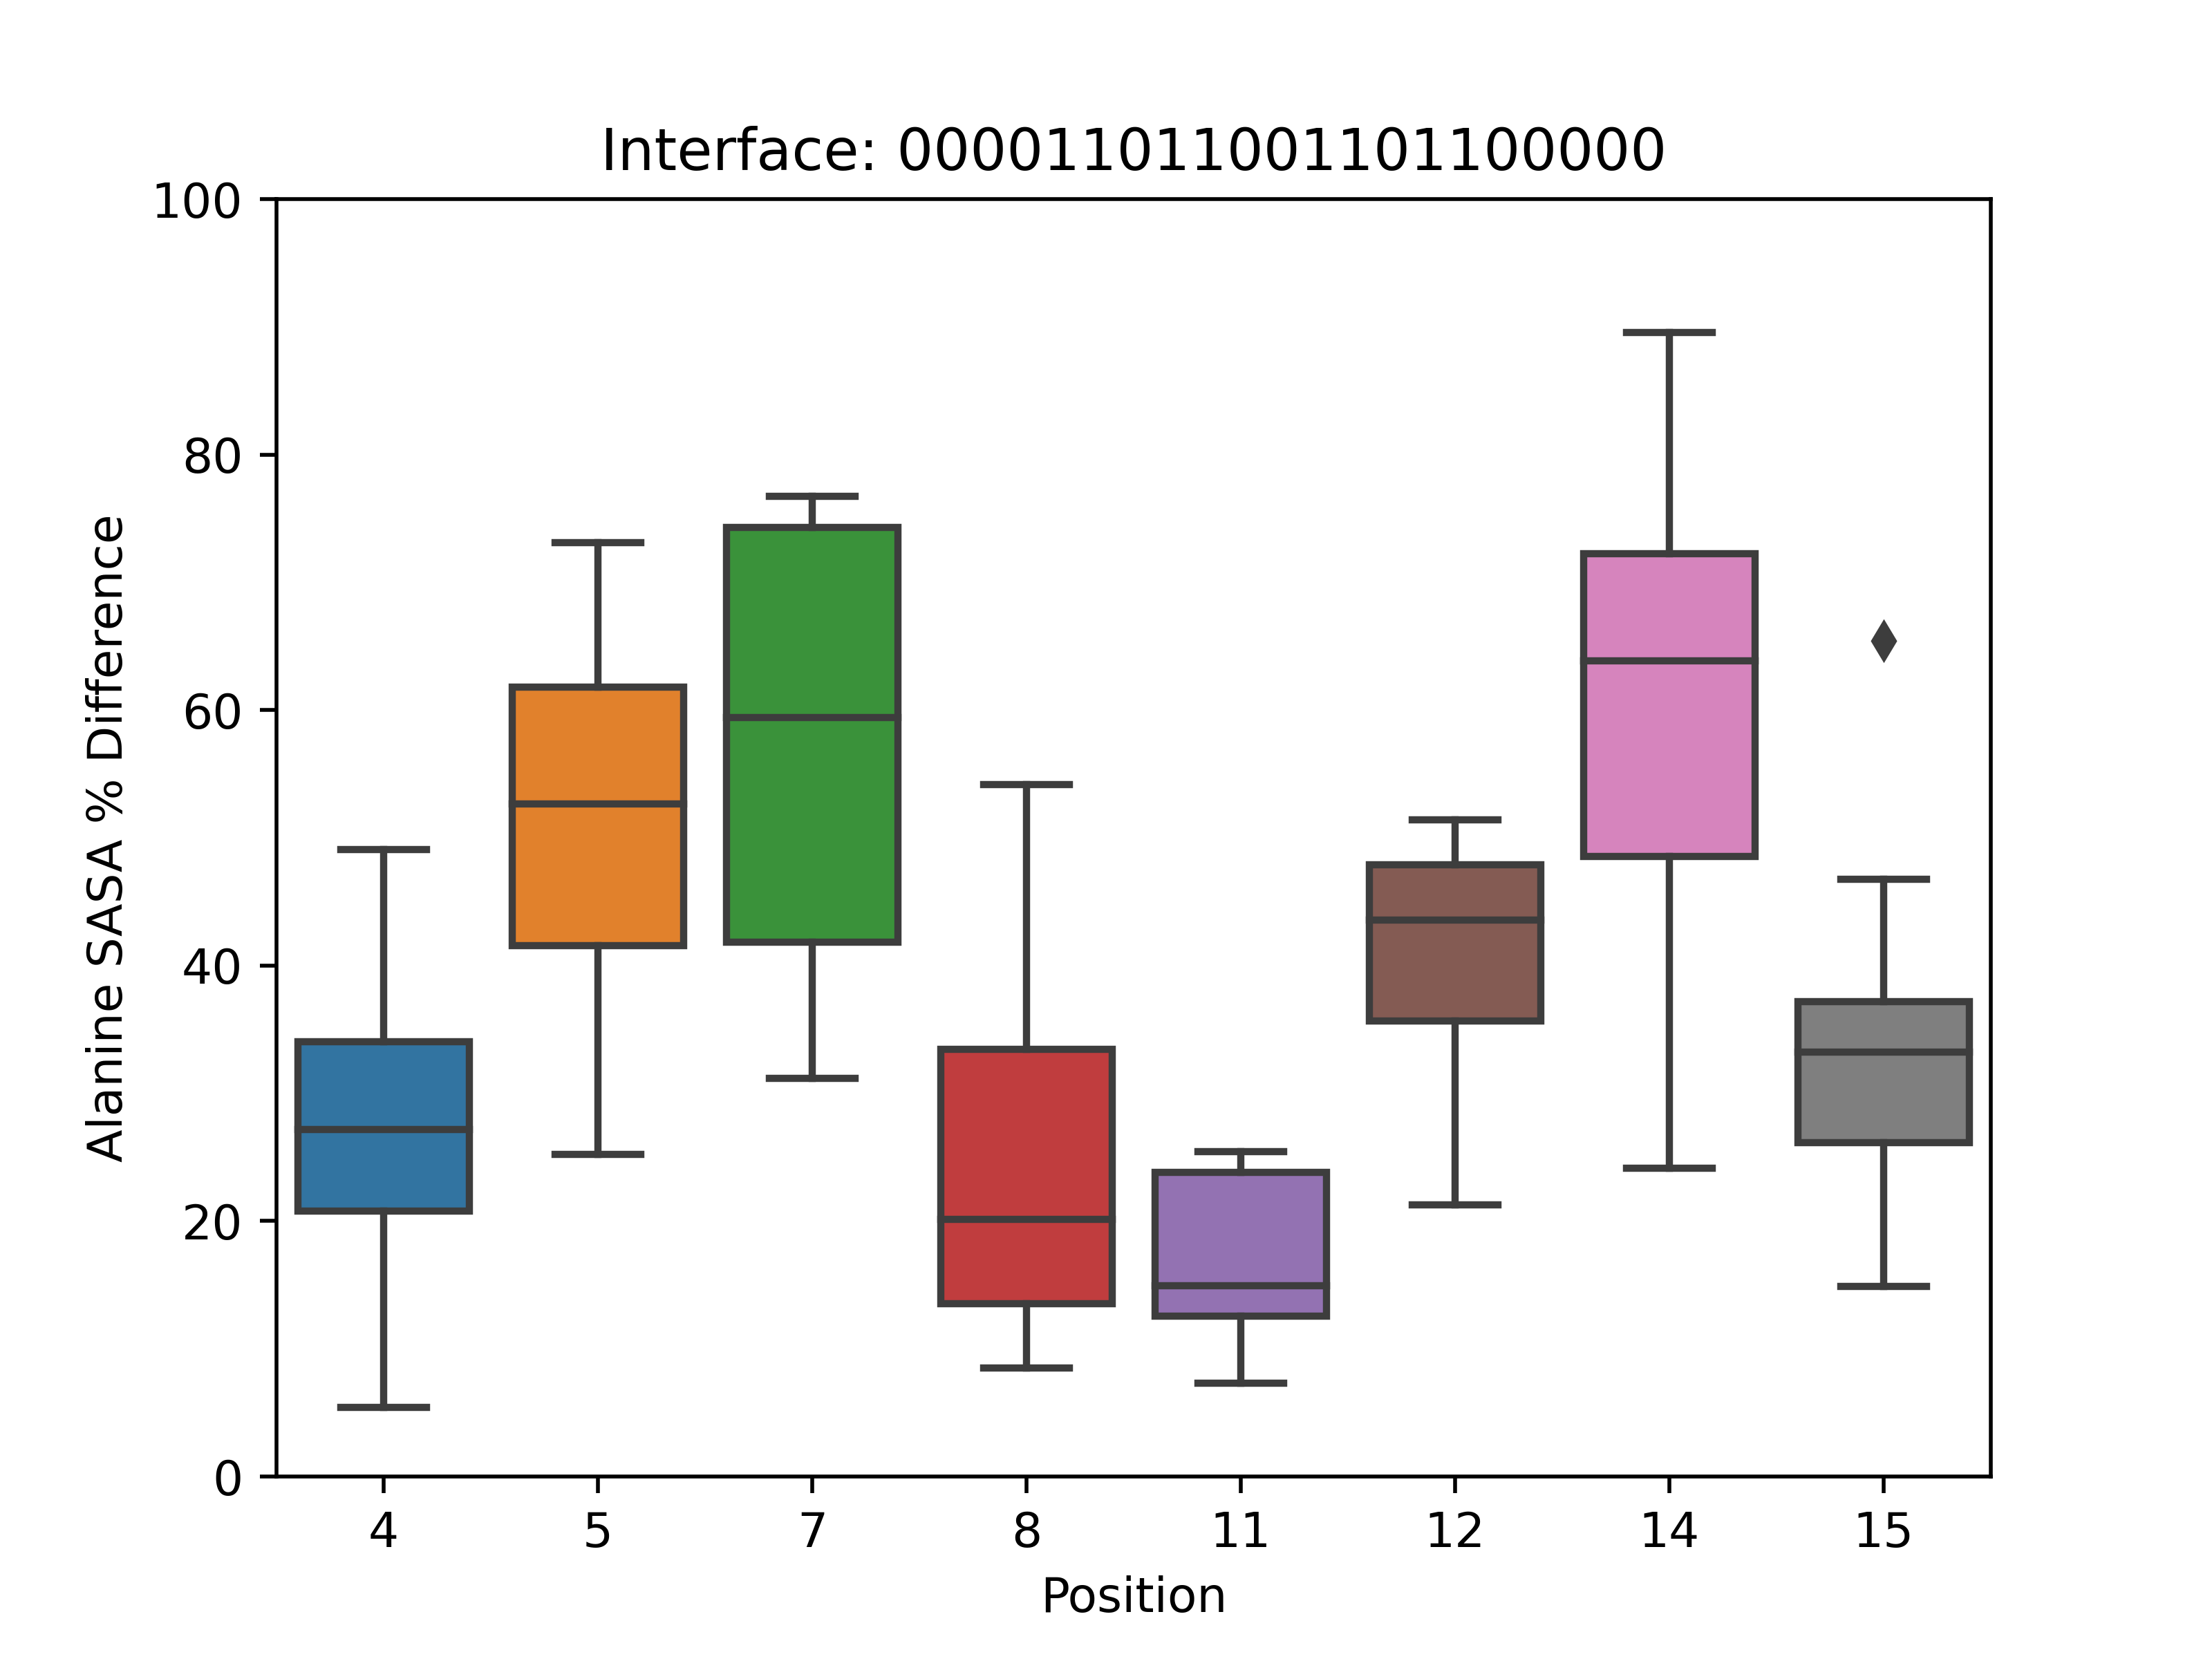 Interface: 000011011001101100000
100
80
60
40
20
0
Alanine SASA % Difference
4 5 7 8 11 12 14 15
Position